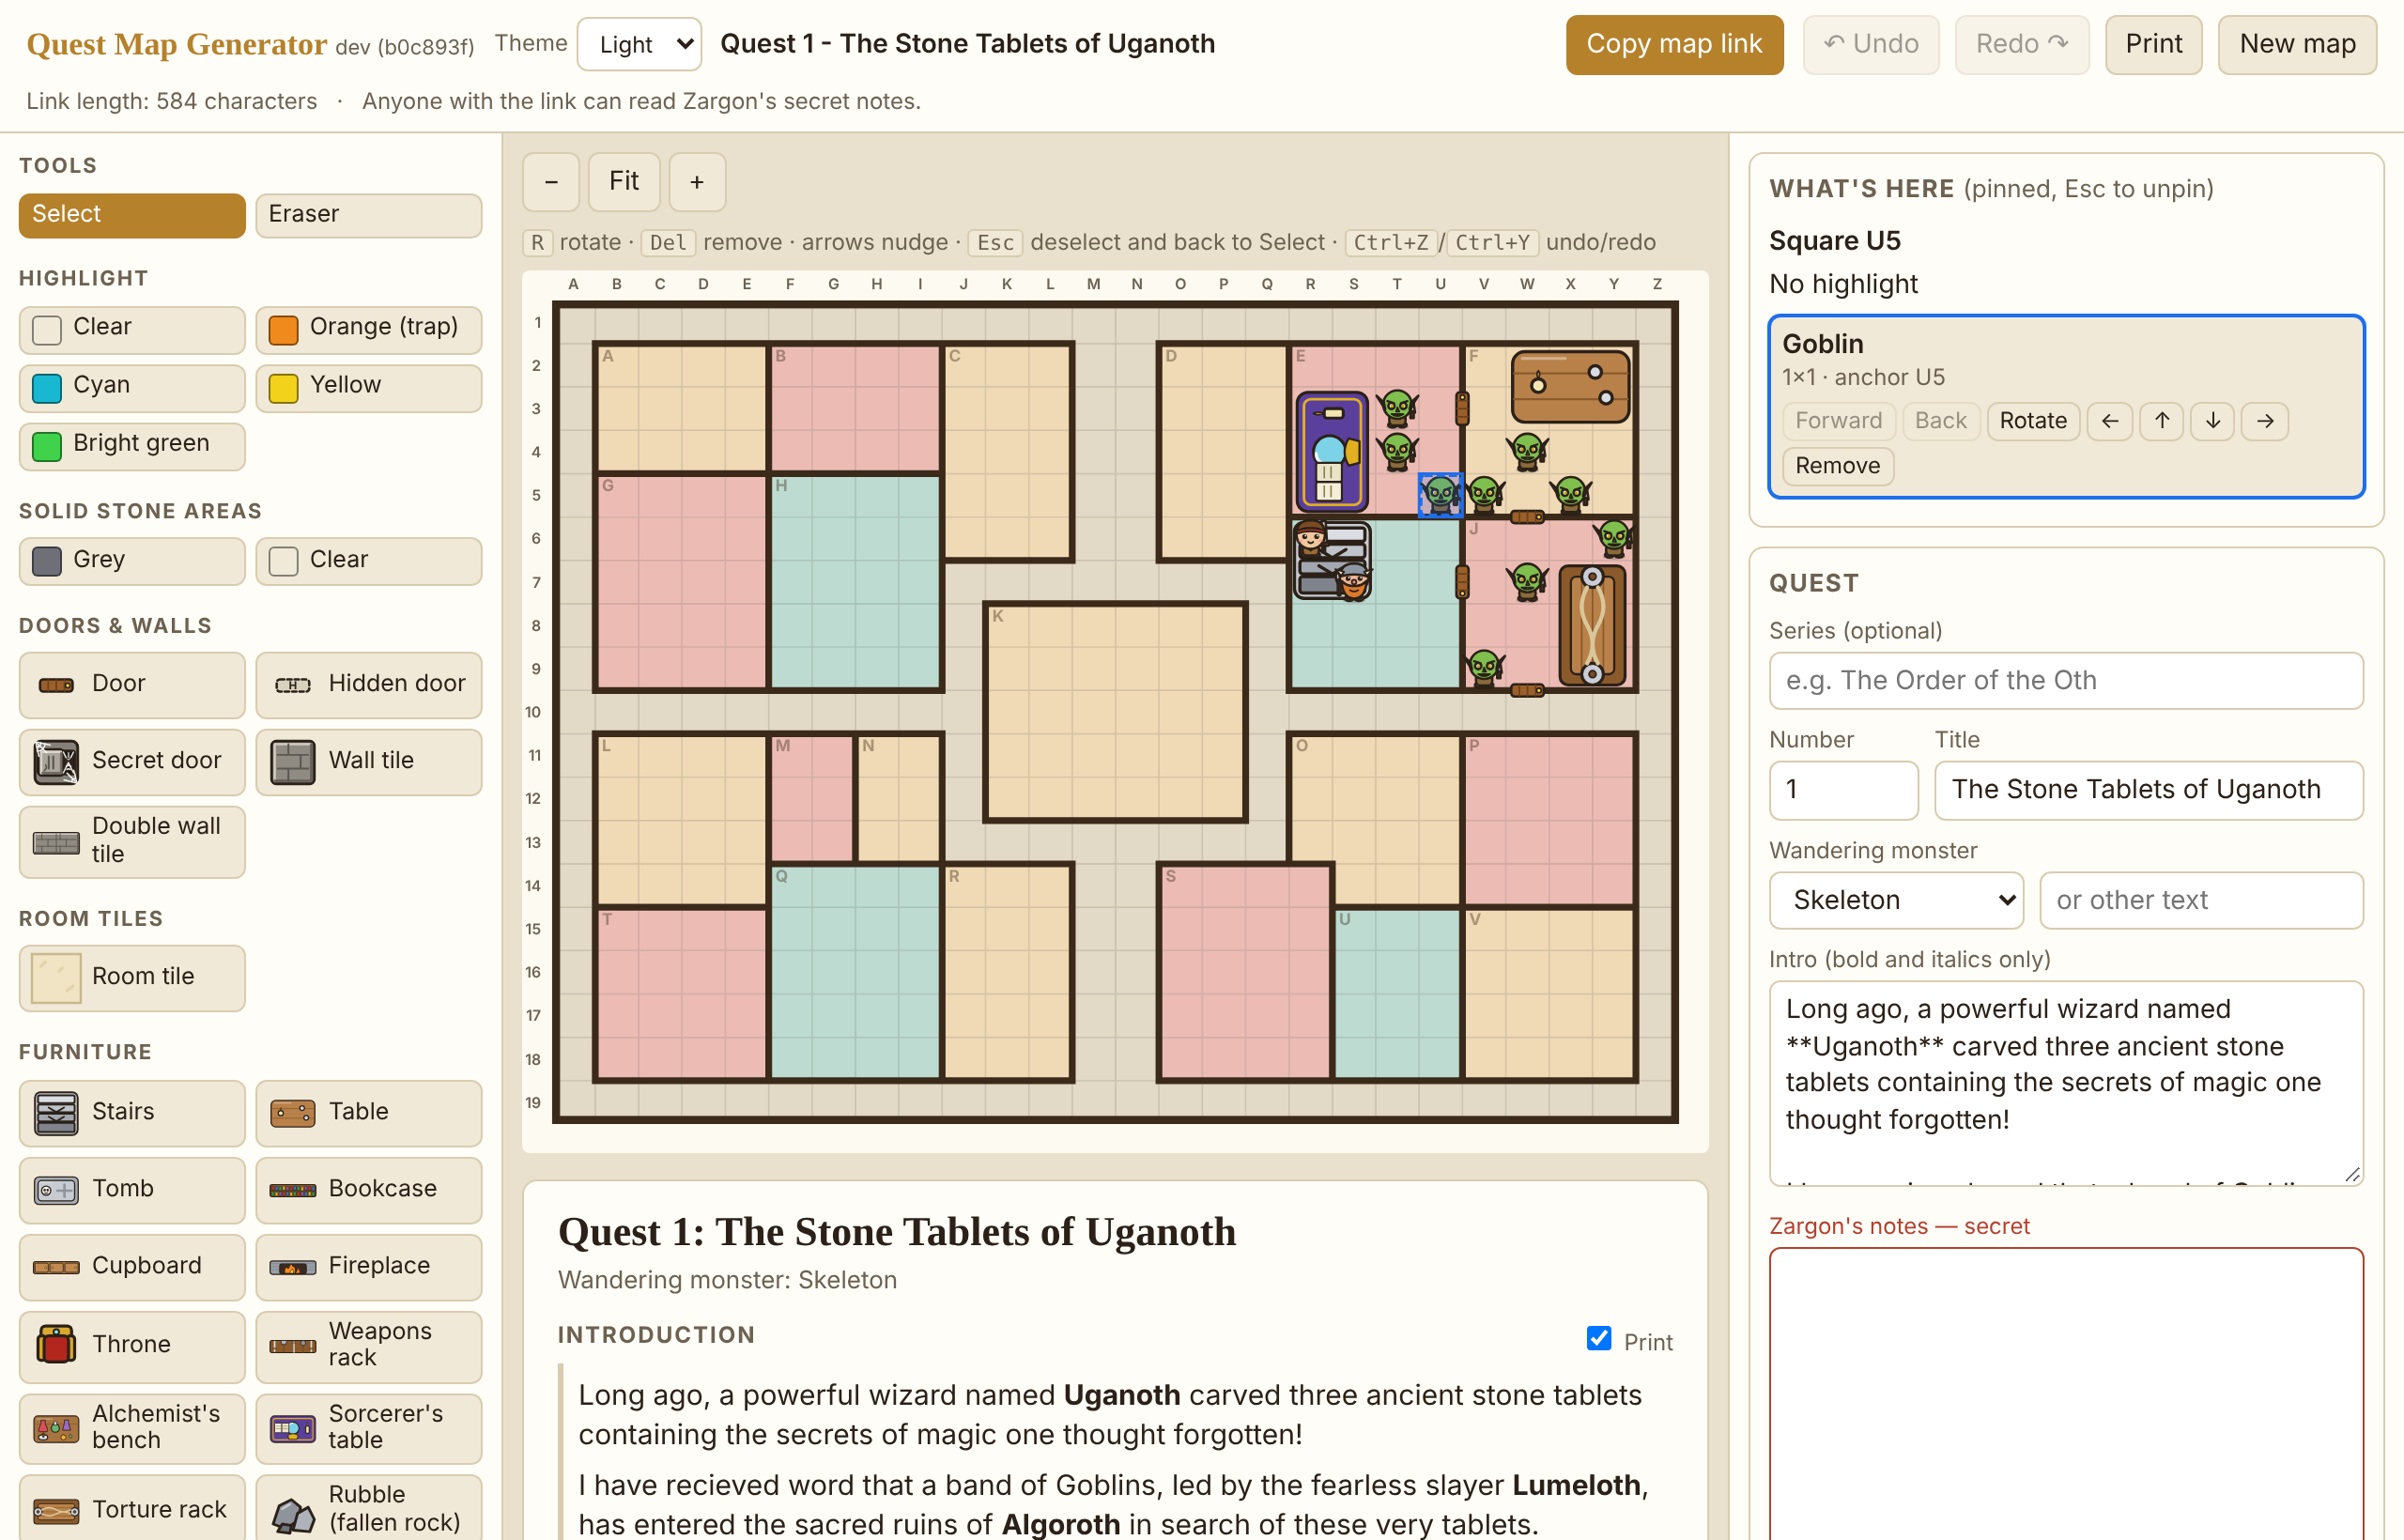 Quest Map Generator dev (b0c893f) Theme Light Quest 1 - The Stone Tablets of Uganoth Copy map link ↶ Undo Redo ↷ Print New map
Link length: 584 characters · Anyone with the link can read Zargon's secret notes.
TOOLS
Select Eraser
HIGHLIGHT
Clear Orange (trap)
Cyan Yellow
Bright green
SOLID STONE AREAS
Grey Clear
DOORS & WALLS
Door Hidden door
Secret door Wall tile
Double wall
tile
ROOM TILES
Room tile
FURNITURE
Stairs Table
Tomb Bookcase
Cupboard Fireplace
Throne Weapons
rack
Alchemist's
bench
Sorcerer's
table
Torture rack Rubble
(fallen rock)
− Fit +
R rotate · Del remove · arrows nudge · Esc deselect and back to Select · Ctrl+Z/Ctrl+Y undo/redo
A B C D E F G H I J K L M N O P Q R S T U V W X Y Z
1
2 A B C D E F
3
4
5 G H
6 J
7
8 K
9
10
11 L M N O P
12
13
14 Q R S
15 T U V
16
17
18
19
Quest 1: The Stone Tablets of Uganoth
Wandering monster: Skeleton
INTRODUCTION Print
Long ago, a powerful wizard named Uganoth carved three ancient stone tablets
containing the secrets of magic one thought forgotten!
I have recieved word that a band of Goblins, led by the fearless slayer Lumeloth,
has entered the sacred ruins of Algoroth in search of these very tablets.
WHAT'S HERE (pinned, Esc to unpin)
Square U5
No highlight
Goblin
1×1 · anchor U5
Forward Back Rotate ← ↑ ↓ →
Remove
QUEST
Series (optional)
e.g. The Order of the Oth
Number Title
1 The Stone Tablets of Uganoth
Wandering monster
Skeleton or other text
Intro (bold and italics only)
Long ago, a powerful wizard named
**Uganoth** carved three ancient stone
tablets containing the secrets of magic one
thought forgotten!
Zargon's notes — secret